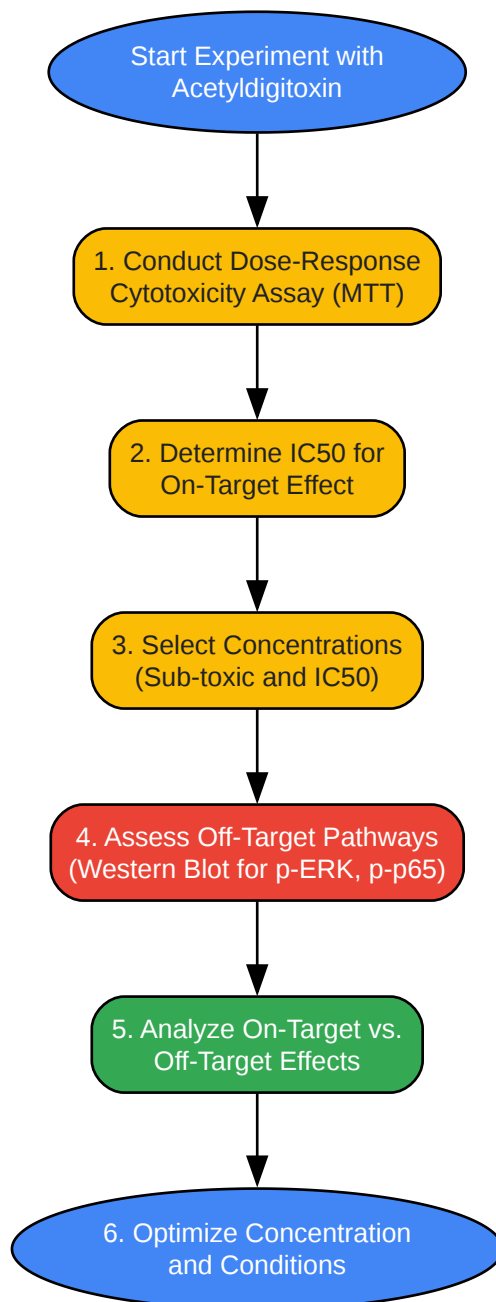 Start Experiment with
Acetyldigitoxin
1. Conduct Dose-Response
Cytotoxicity Assay (MTT)
2. Determine IC50 for
On-Target Effect
3. Select Concentrations
(Sub-toxic and IC50)
4. Assess Off-Target Pathways
(Western Blot for p-ERK, p-p65)
5. Analyze On-Target vs.
Off-Target Effects
6. Optimize Concentration
and Conditions